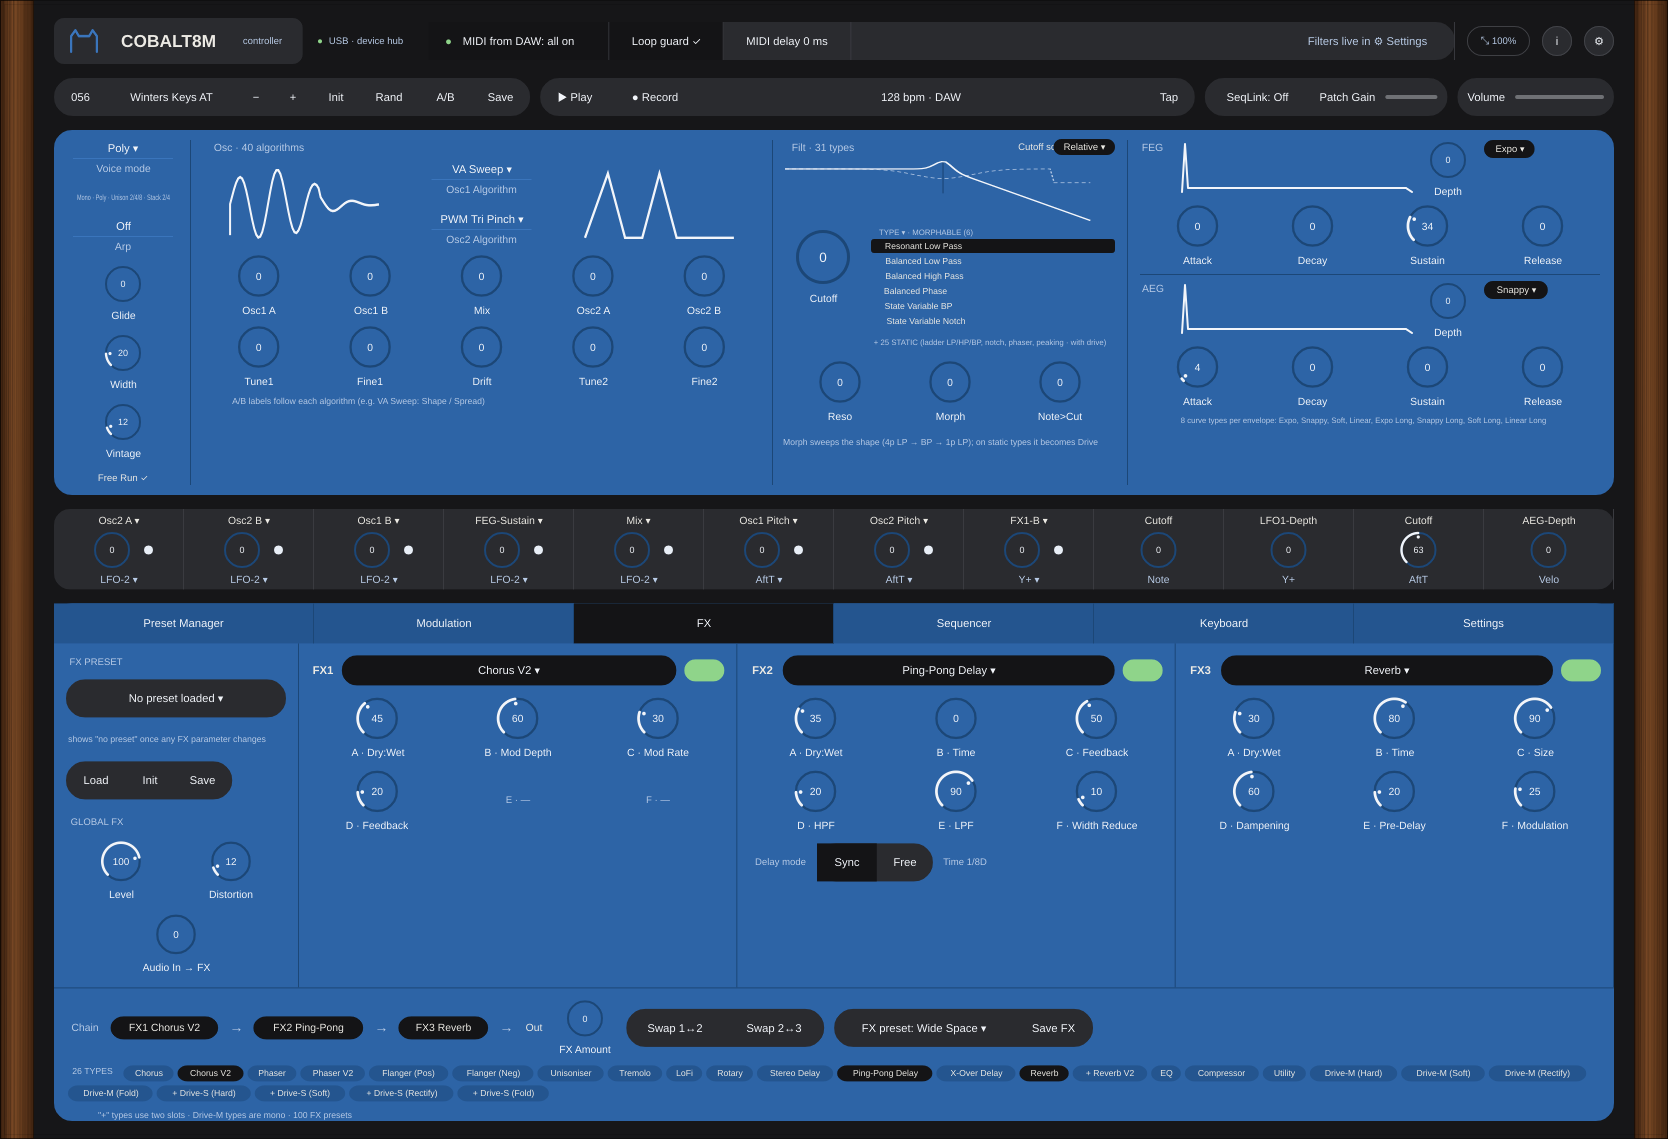 COBALT8M controller ● USB · device hub ● MIDI from DAW: all on Loop guard ✓ MIDI delay 0 ms Filters live in ⚙ Settings ⤡ 100% i ⚙
056 Winters Keys AT − + Init Rand A/B Save ▶ Play ● Record 128 bpm · DAW Tap SeqLink: Off Patch Gain Volume
Poly ▾
Voice mode
Mono · Poly · Unison 2/4/8 · Stack 2/4
Off
Arp
0
Glide
20
Width
12
Vintage
Free Run ✓
Osc · 40 algorithms
VA Sweep ▾
Osc1 Algorithm
PWM Tri Pinch ▾
Osc2 Algorithm
0 0 0 0 0
Osc1 A Osc1 B Mix Osc2 A Osc2 B
0 0 0 0 0
Tune1 Fine1 Drift Tune2 Fine2
A/B labels follow each algorithm (e.g. VA Sweep: Shape / Spread)
Filt · 31 types Cutoff sc Relative ▾
0
Cutoff
TYPE ▾ · MORPHABLE (6)
Resonant Low Pass
Balanced Low Pass
Balanced High Pass
Balanced Phase
State Variable BP
State Variable Notch
+ 25 STATIC (ladder LP/HP/BP, notch, phaser, peaking · with drive)
0 0 0
Reso Morph Note>Cut
Morph sweeps the shape (4p LP → BP → 1p LP); on static types it becomes Drive
FEG 0 Expo ▾
Depth
0 0 34 0
Attack Decay Sustain Release
AEG 0 Snappy ▾
Depth
4 0 0 0
Attack Decay Sustain Release
8 curve types per envelope: Expo, Snappy, Soft, Linear, Expo Long, Snappy Long, Soft Long, Linear Long
Osc2 A ▾ Osc2 B ▾ Osc1 B ▾ FEG-Sustain ▾ Mix ▾ Osc1 Pitch ▾ Osc2 Pitch ▾ FX1-B ▾ Cutoff LFO1-Depth Cutoff AEG-Depth
0 0 0 0 0 0 0 0 0 0 63 0
LFO-2 ▾ LFO-2 ▾ LFO-2 ▾ LFO-2 ▾ LFO-2 ▾ AftT ▾ AftT ▾ Y+ ▾ Note Y+ AftT Velo
Preset Manager Modulation FX Sequencer Keyboard Settings
FX PRESET
No preset loaded ▾
shows "no preset" once any FX parameter changes
Load Init Save
GLOBAL FX
100 12
Level Distortion
0
Audio In → FX
FX1 Chorus V2 ▾
45 60 30
A · Dry:Wet B · Mod Depth C · Mod Rate
20 E · — F · —
D · Feedback
FX2 Ping-Pong Delay ▾
35 0 50
A · Dry:Wet B · Time C · Feedback
20 90 10
D · HPF E · LPF F · Width Reduce
Delay mode Sync Free Time 1/8D
FX3 Reverb ▾
30 80 90
A · Dry:Wet B · Time C · Size
60 20 25
D · Dampening E · Pre-Delay F · Modulation
Chain FX1 Chorus V2 → FX2 Ping-Pong → FX3 Reverb → Out 0 Swap 1↔2 Swap 2↔3 FX preset: Wide Space ▾ Save FX
FX Amount
26 TYPES Chorus Chorus V2 Phaser Phaser V2 Flanger (Pos) Flanger (Neg) Unisoniser Tremolo LoFi Rotary Stereo Delay Ping-Pong Delay X-Over Delay Reverb + Reverb V2 EQ Compressor Utility Drive-M (Hard) Drive-M (Soft) Drive-M (Rectify)
Drive-M (Fold) + Drive-S (Hard) + Drive-S (Soft) + Drive-S (Rectify) + Drive-S (Fold)
"+" types use two slots · Drive-M types are mono · 100 FX presets